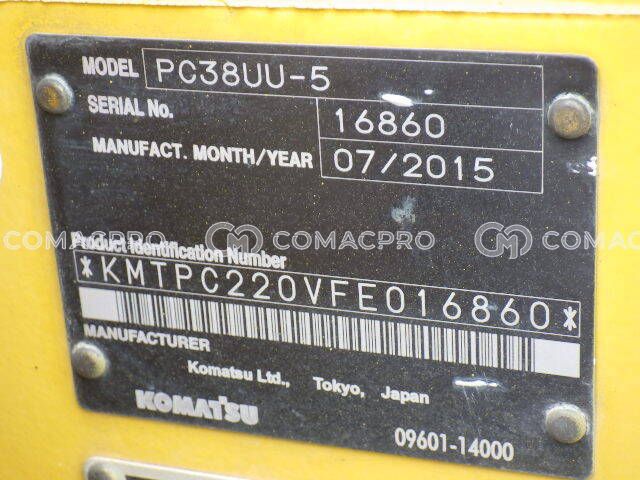 MODEL PC38UU-5
SERIAL No. 16860
MANUFACT. MONTH/YEAR 07/2015
COMACPRO COMACPRO
Product Identification Number
*KMTPC220VFE016860*
MANUFACTURER
Komatsu Ltd., Tokyo, Japan
KOMATSU
09601-14000